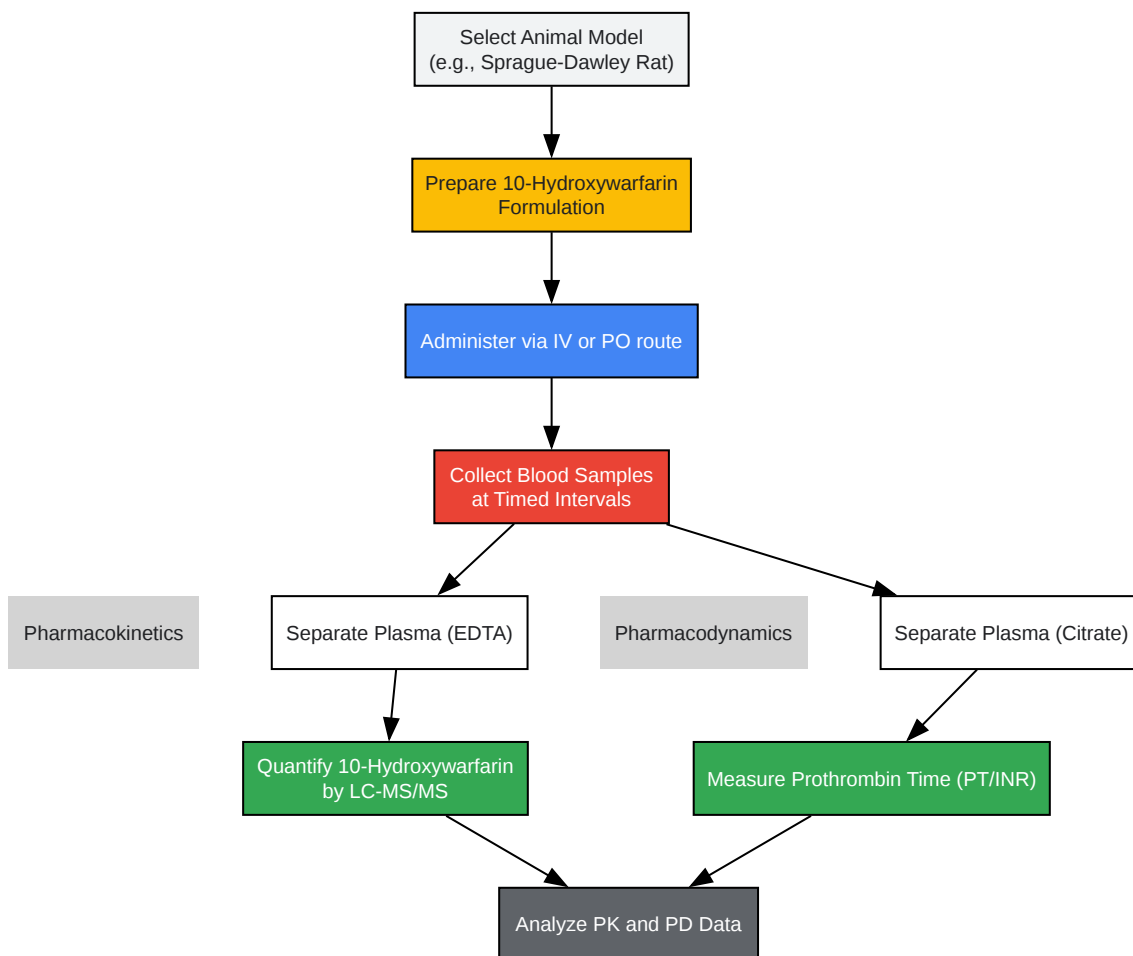 Select Animal Model
(e.g., Sprague-Dawley Rat)
Prepare 10-Hydroxywarfarin
Formulation
Administer via IV or PO route
Collect Blood Samples
at Timed Intervals
Pharmacokinetics
Separate Plasma (EDTA)
Pharmacodynamics
Separate Plasma (Citrate)
Quantify 10-Hydroxywarfarin
by LC-MS/MS
Measure Prothrombin Time (PT/INR)
Analyze PK and PD Data